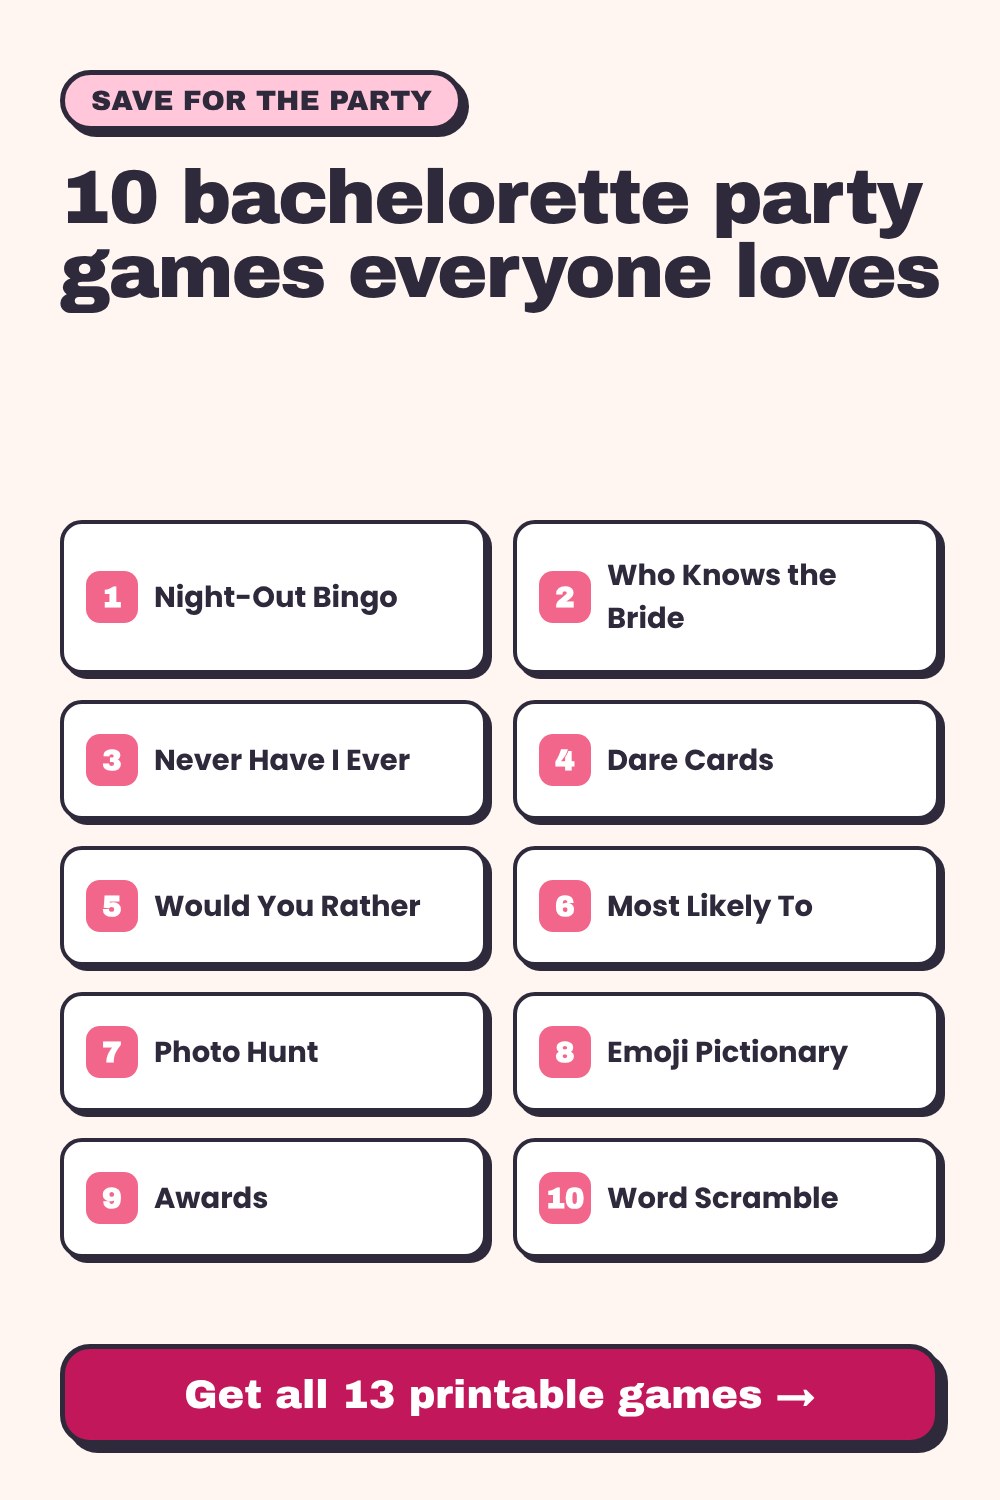 SAVE FOR THE PARTY
10 bachelorette party
games everyone loves
1 Night-Out Bingo
2 Who Knows the
Bride
3 Never Have I Ever
4 Dare Cards
5 Would You Rather
6 Most Likely To
7 Photo Hunt
8 Emoji Pictionary
9 Awards
10 Word Scramble
Get all 13 printable games →